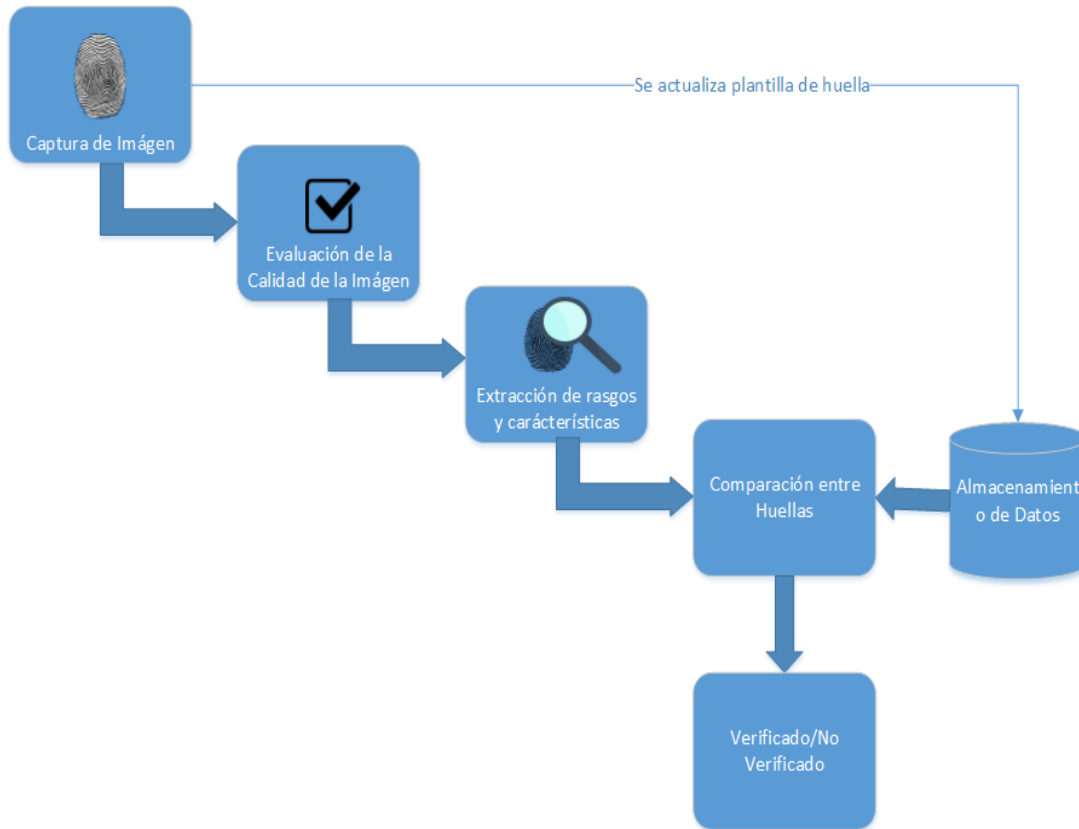 Captura de Imágen
Se actualiza plantilla de huella
Evaluación de la
Calidad de la Imágen
Extracción de rasgos
y carácterísticas
Comparación entre
Huellas
Almacenamient
o de Datos
Verificado/No
Verificado